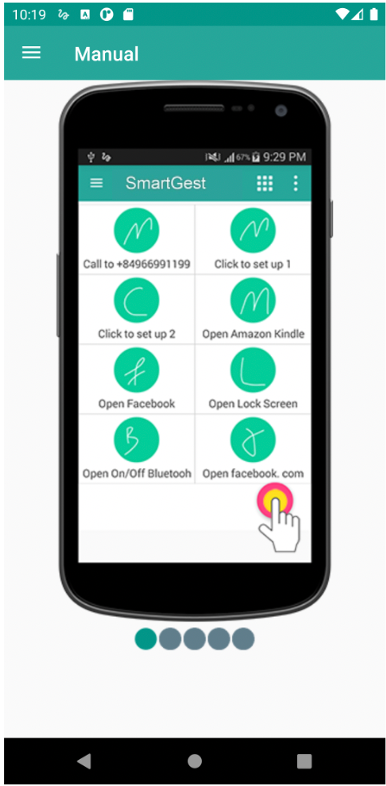 10:19
Manual
67% 9:29 PM
SmartGest
Call to +84966991199
Click to set up 1
Click to set up 2
Open Amazon Kindle
Open Facebook
Open Lock Screen
Open On/Off Bluetooh
Open facebook. com